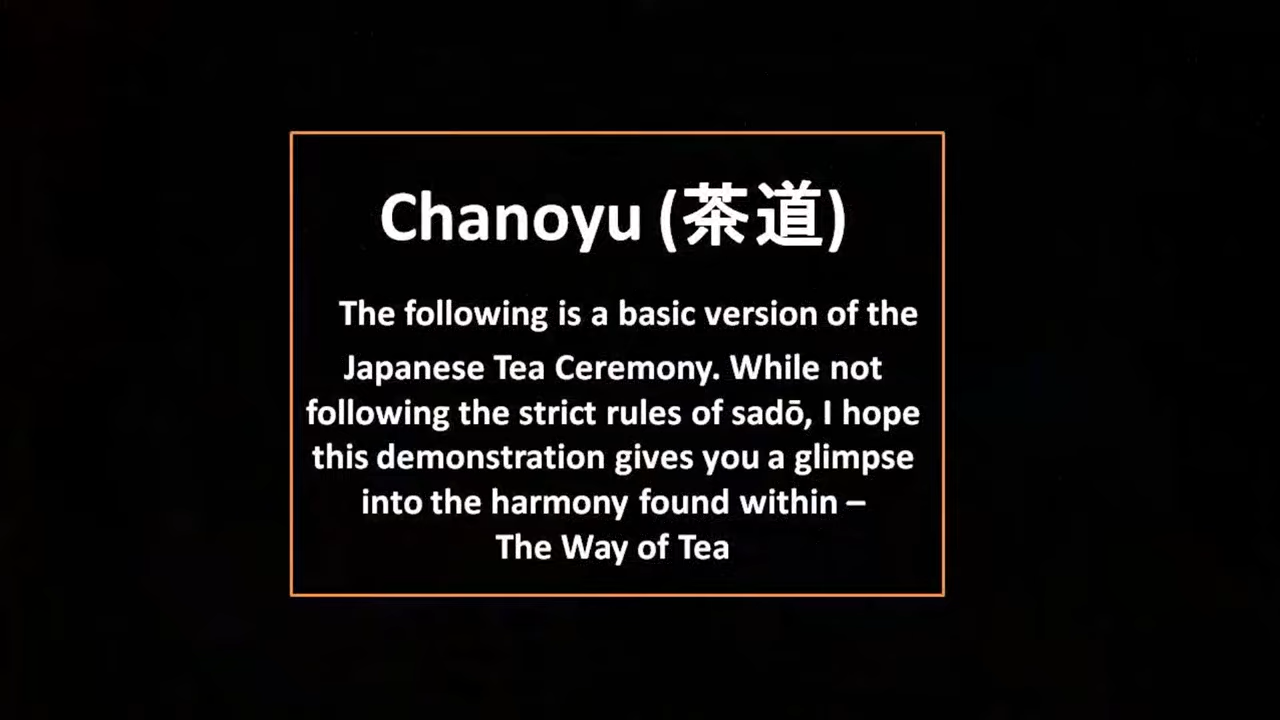 Chanoyu (茶道)
The following is a basic version of the
Japanese Tea Ceremony. While not
following the strict rules of sadō, I hope
this demonstration gives you a glimpse
into the harmony found within –
The Way of Tea